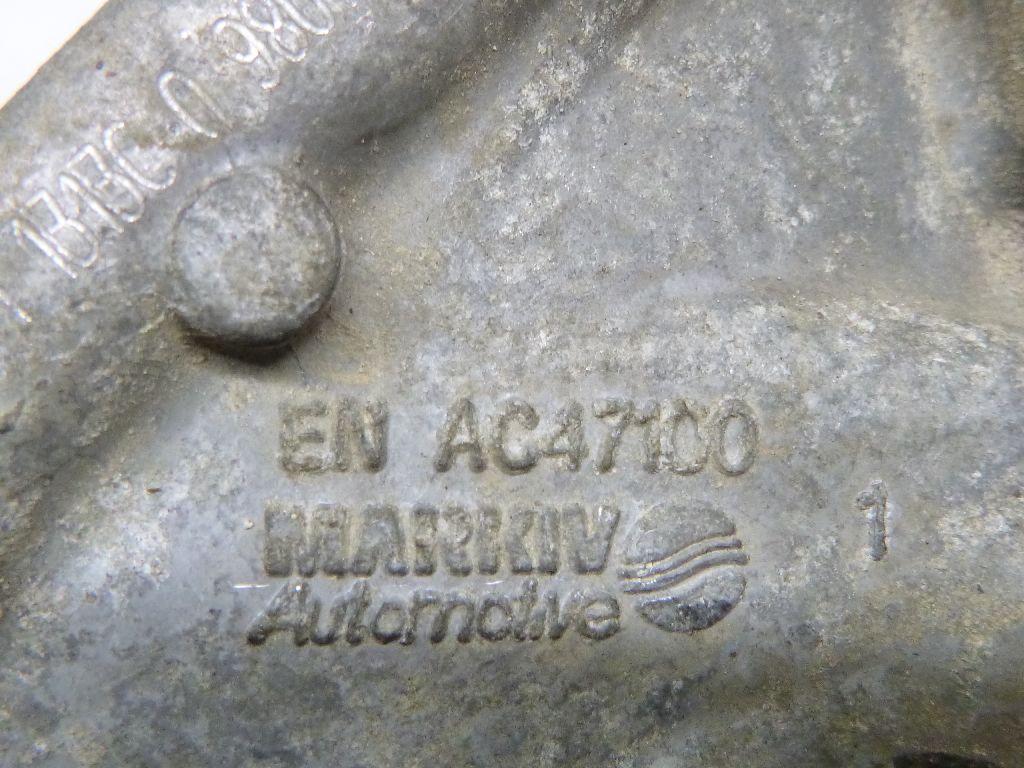 EN AC47100
MARKIV
Automotive
1